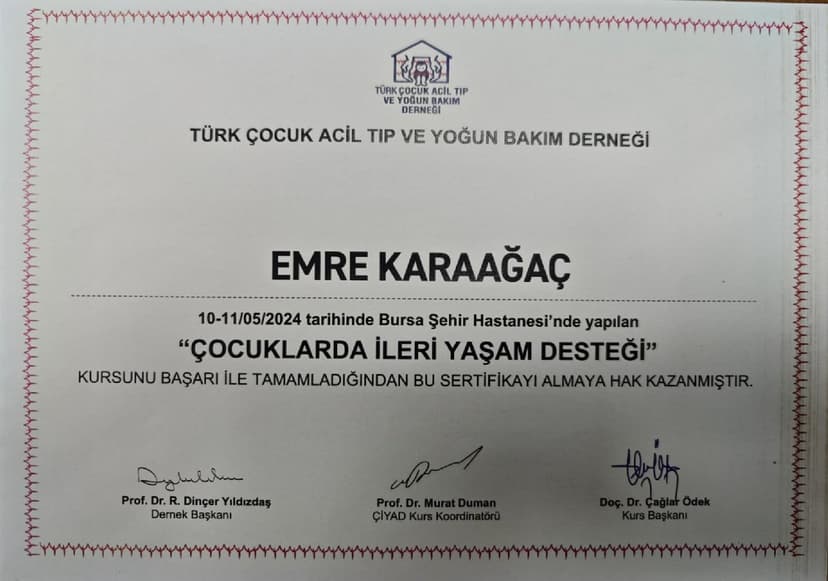 TÜRK ÇOCUK ACİL TIP
VE YOĞUN BAKIM
DERNEĞİ
TÜRK ÇOCUK ACİL TIP VE YOĞUN BAKIM DERNEĞİ
EMRE KARAAĞAÇ
10-11/05/2024 tarihinde Bursa Şehir Hastanesi’nde yapılan
“ÇOCUKLARDA İLERİ YAŞAM DESTEĞİ”
KURSUNU BAŞARI İLE TAMAMLADIĞINDAN BU SERTİFİKAYI ALMAYA HAK KAZANMIŞTIR.
Prof. Dr. R. Dinçer Yıldızdaş
Dernek Başkanı
Prof. Dr. Murat Duman
ÇİYAD Kurs Koordinatörü
Doç. Dr. Çağlar Ödek
Kurs Başkanı